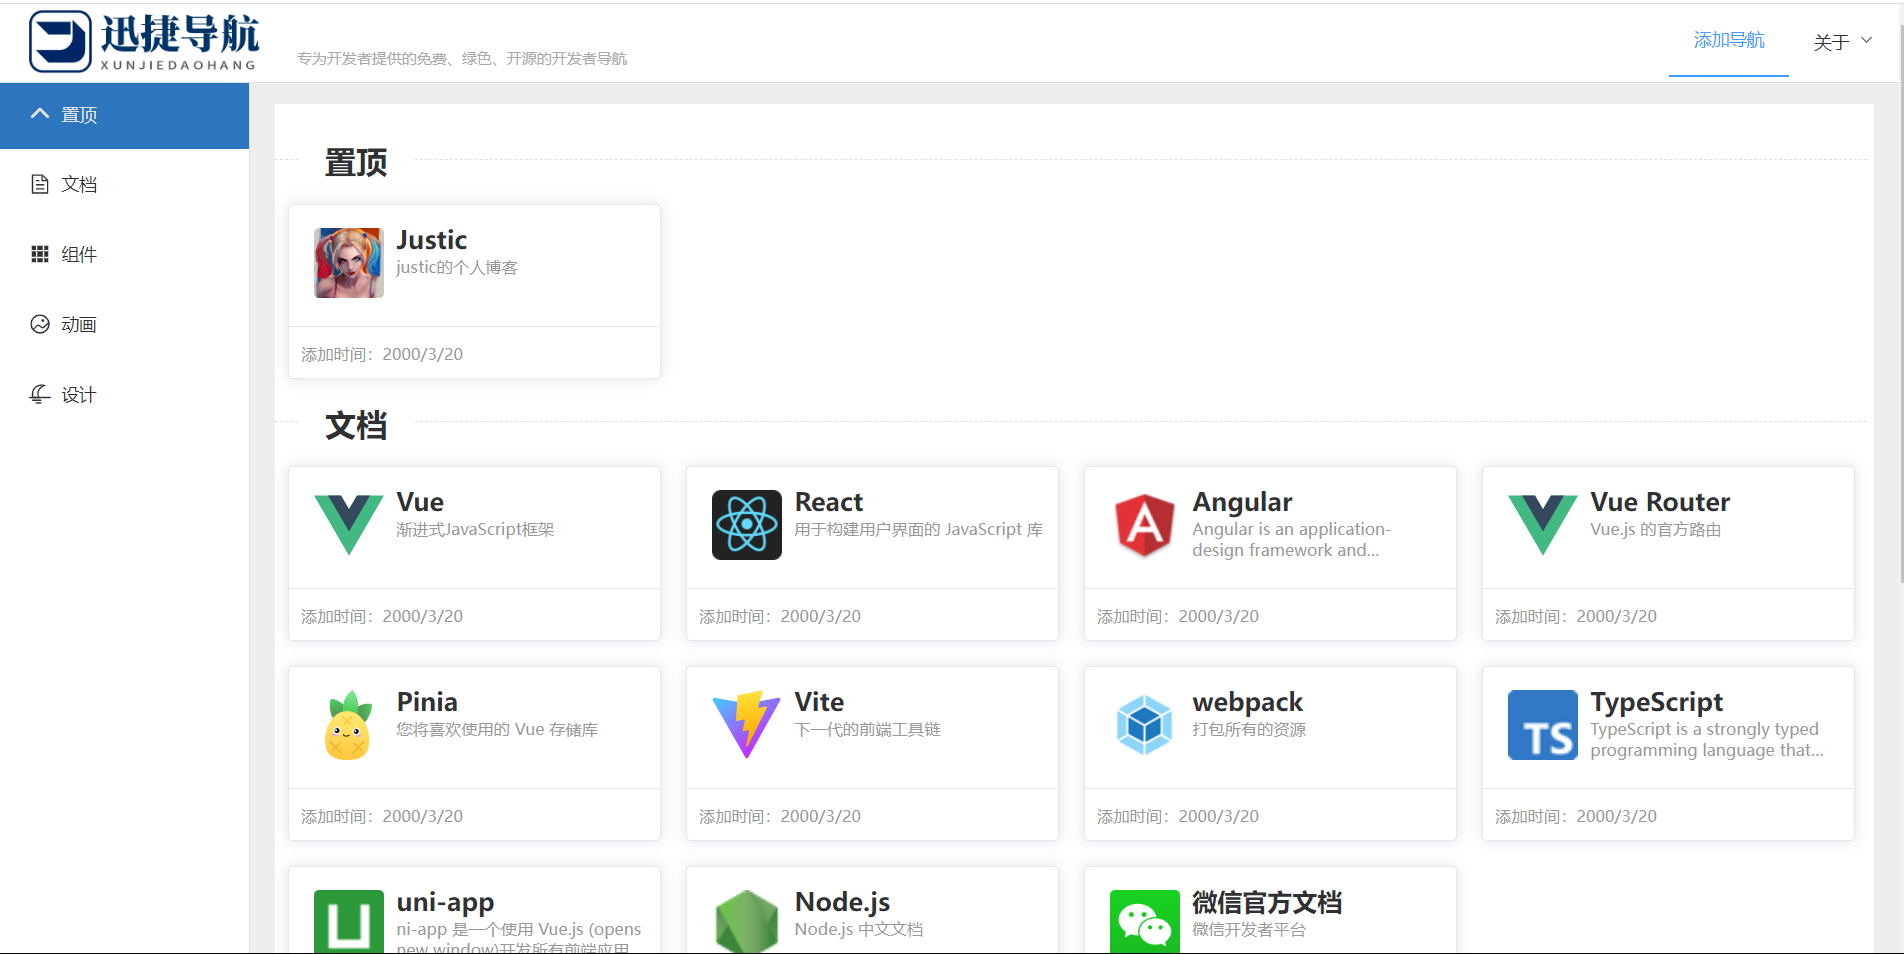 迅捷导航
XUNJIEDAOHANG
专为开发者提供的免费、绿色、开源的开发者导航
添加导航
关于
置顶
文档
组件
动画
设计
置顶
Justic
justic的个人博客
添加时间：2000/3/20
文档
Vue
渐进式JavaScript框架
添加时间：2000/3/20
React
用于构建用户界面的 JavaScript 库
添加时间：2000/3/20
Angular
Angular is an application-
design framework and...
添加时间：2000/3/20
Vue Router
Vue.js 的官方路由
添加时间：2000/3/20
Pinia
您将喜欢使用的 Vue 存储库
添加时间：2000/3/20
Vite
下一代的前端工具链
添加时间：2000/3/20
webpack
打包所有的资源
添加时间：2000/3/20
TS
TypeScript
TypeScript is a strongly typed
programming language that...
添加时间：2000/3/20
uni-app
ni-app 是一个使用 Vue.js (opens
new window)开发所有前端应用
Node.js
Node.js 中文文档
微信官方文档
微信开发者平台